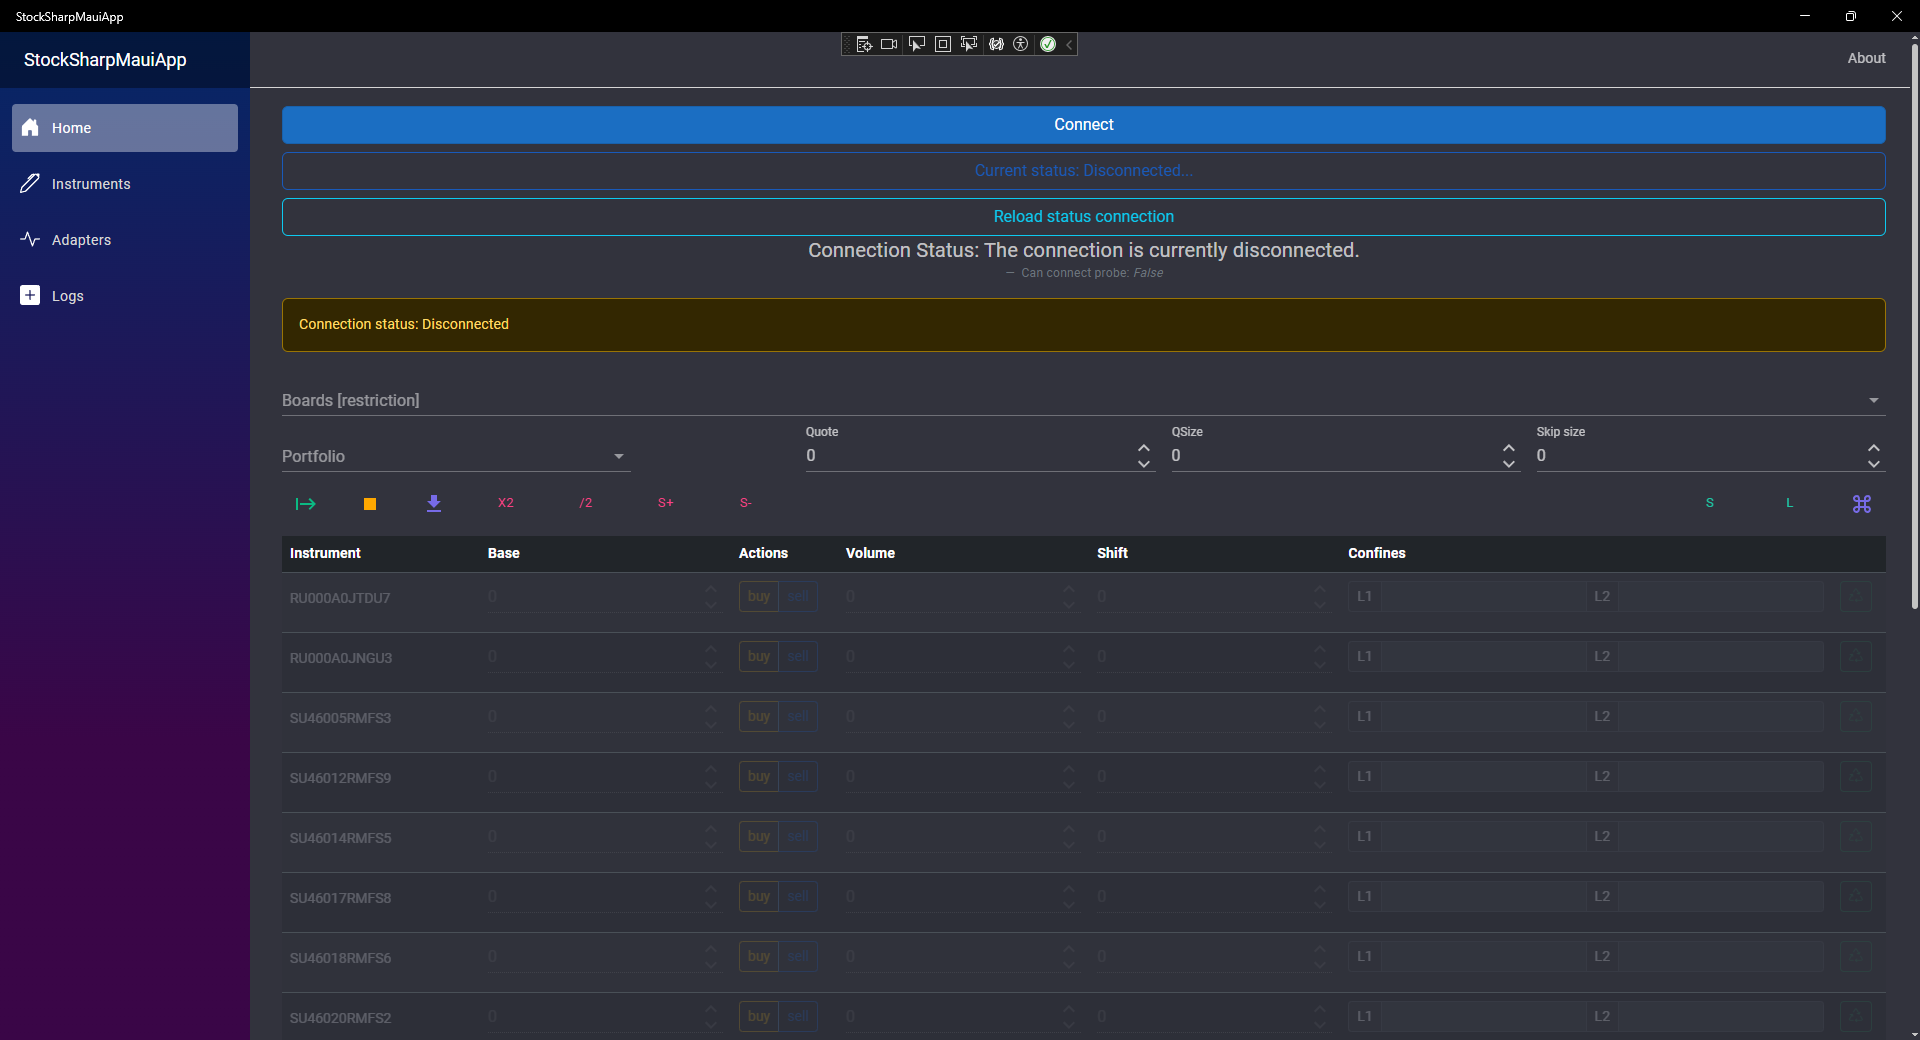 StockSharpMauiApp
StockSharpMauiApp
About
Home
Instruments
Adapters
Logs
Connect
Current status: Disconnected...
Reload status connection
Connection Status: The connection is currently disconnected.
— Can connect probe: False
Connection status: Disconnected
Boards [restriction]
Portfolio
Quote
0
QSize
0
Skip size
0
X2 /2 S+ S- S L
Instrument Base Actions Volume Shift Confines
RU000A0JTDU7 0 buy sell 0 0 L1 L2
RU000A0JNGU3 0 buy sell 0 0 L1 L2
SU46005RMFS3 0 buy sell 0 0 L1 L2
SU46012RMFS9 0 buy sell 0 0 L1 L2
SU46014RMFS5 0 buy sell 0 0 L1 L2
SU46017RMFS8 0 buy sell 0 0 L1 L2
SU46018RMFS6 0 buy sell 0 0 L1 L2
SU46020RMFS2 0 buy sell 0 0 L1 L2